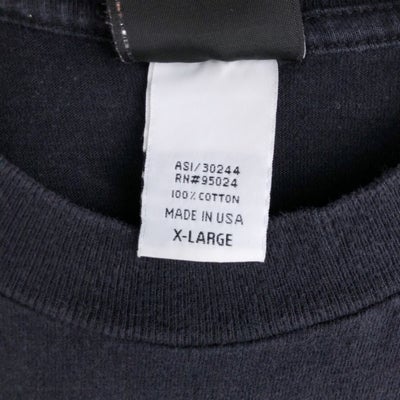 ASI/30244
RN#95024
100% COTTON
MADE IN USA
X-LARGE